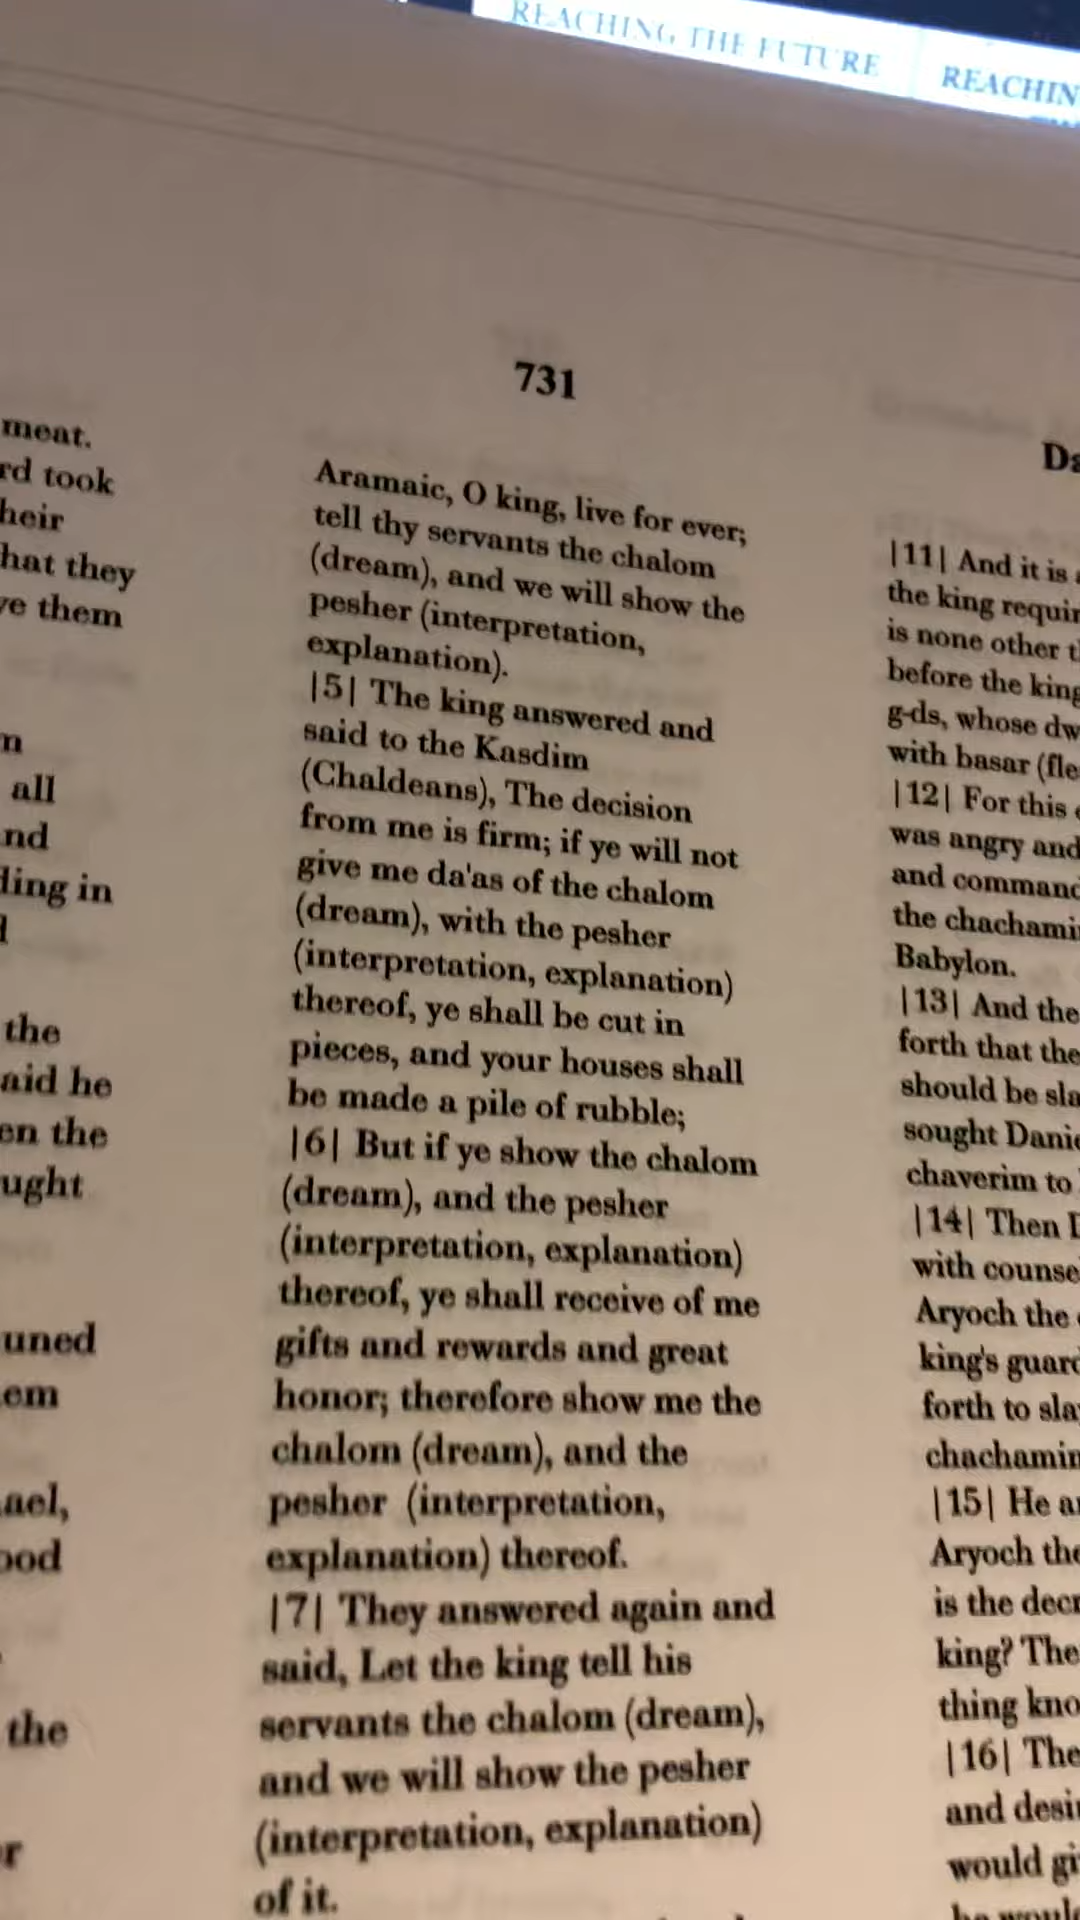 REACHING THE FUTURE
731
meat.
took
they
them
all
in
the
he
the
the
Aramaic, O king, live for ever;
tell thy servants the chalom
(dream), and we will show the
pesher (interpretation,
explanation).
|5| The king answered and
said to the Kasdim
(Chaldeans), The decision
from me is firm; if ye will not
give me da'as of the chalom
(dream), with the pesher
(interpretation, explanation)
thereof, ye shall be cut in
pieces, and your houses shall
be made a pile of rubble;
|6| But if ye show the chalom
(dream), and the pesher
(interpretation, explanation)
thereof, ye shall receive of me
gifts and rewards and great
honor; therefore show me the
chalom (dream), and the
pesher (interpretation,
explanation) thereof.
|7| They answered again and
said, Let the king tell his
servants the chalom (dream),
and we will show the pesher
(interpretation, explanation)
of it.
|11| And it is
the king
is none other
before the king
g-ds, whose
with basar
|12| For this
was angry and
and
the
Babylon.
|13| And the
forth that the
should be
sought
chaverim to
|14| Then
with
Aryoch the
king's
forth to

|15| He
Aryoch the
is the
king? The
thing
|16| The
and
would